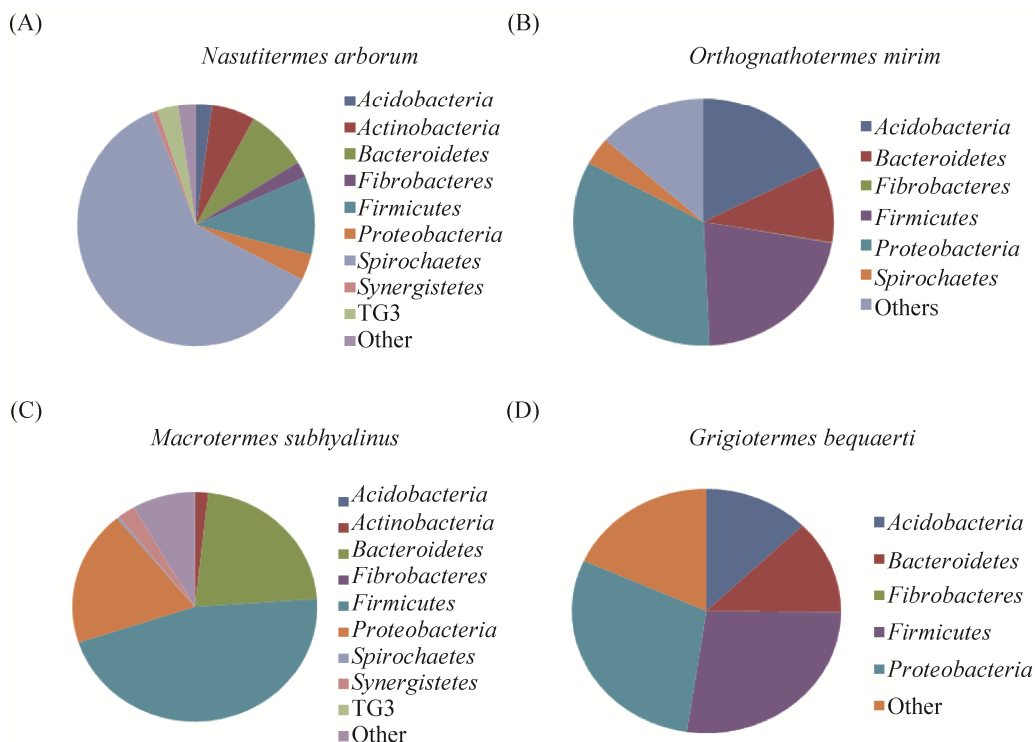 (A)
Nasutitermes arborum
Acidobacteria
Actinobacteria
Bacteroidetes
Fibrobacteres
Firmicutes
Proteobacteria
Spirochaetes
Synergistetes
TG3
Other
(B)
Orthognathotermes mirim
Acidobacteria
Bacteroidetes
Fibrobacteres
Firmicutes
Proteobacteria
Spirochaetes
Others
(C)
Macrotermes subhyalinus
Acidobacteria
Actinobacteria
Bacteroidetes
Fibrobacteres
Firmicutes
Proteobacteria
Spirochaetes
Synergistetes
TG3
Other
(D)
Grigiotermes bequaerti
Acidobacteria
Bacteroidetes
Fibrobacteres
Firmicutes
Proteobacteria
Other